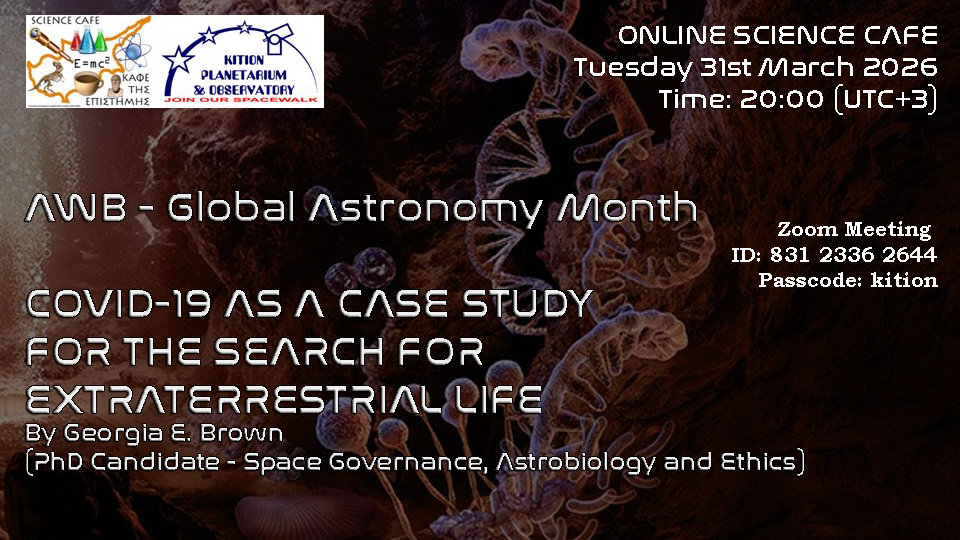 SCIENCE CAFE
E=mc²
ΚΑΦΕ
ΤΗΣ
ΕΠΙΣΤΗΜΗΣ
KITION
PLANETARIUM
& OBSERVATORY
JOIN OUR SPACEWALK
ONLINE SCIENCE CAFE
Tuesday 31st March 2026
Time: 20:00 (UTC+3)
AWB - Global Astronomy Month
Zoom Meeting
ID: 831 2336 2644
Passcode: kition
COVID-19 AS A CASE STUDY
FOR THE SEARCH FOR
EXTRATERRESTRIAL LIFE
By Georgia E. Brown
(PhD Candidate - Space Governance, Astrobiology and Ethics)